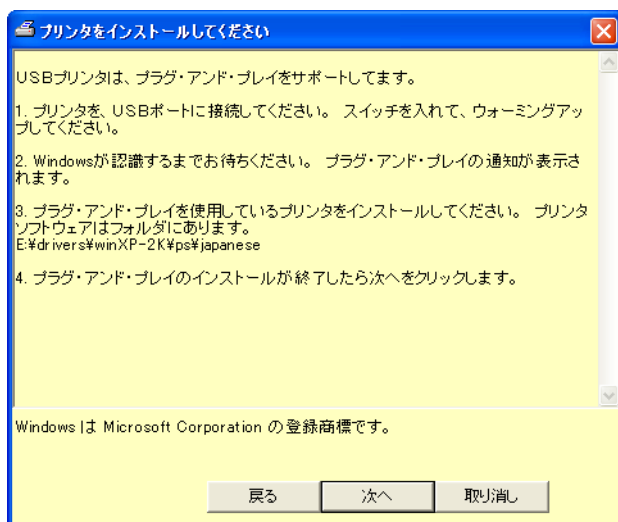 プリンタをインストールしてください
USBプリンタは、プラグ・アンド・プレイをサポートしてます。
1. プリンタを、USBポートに接続してください。 スイッチを入れて、ウォーミングアッ
プしてください。
2. Windowsが認識するまでお待ちください。 プラグ・アンド・プレイの通知が表示さ
れます。
3. プラグ・アンド・プレイを使用しているプリンタをインストールしてください。 プリンタ
ソフトウェアはフォルダにあります。
E:¥drivers¥winXP-2K¥ps¥japanese
4. プラグ・アンド・プレイのインストールが終了したら次へをクリックします。
Windows は Microsoft Corporation の登録商標です。
戻る 次へ 取り消し